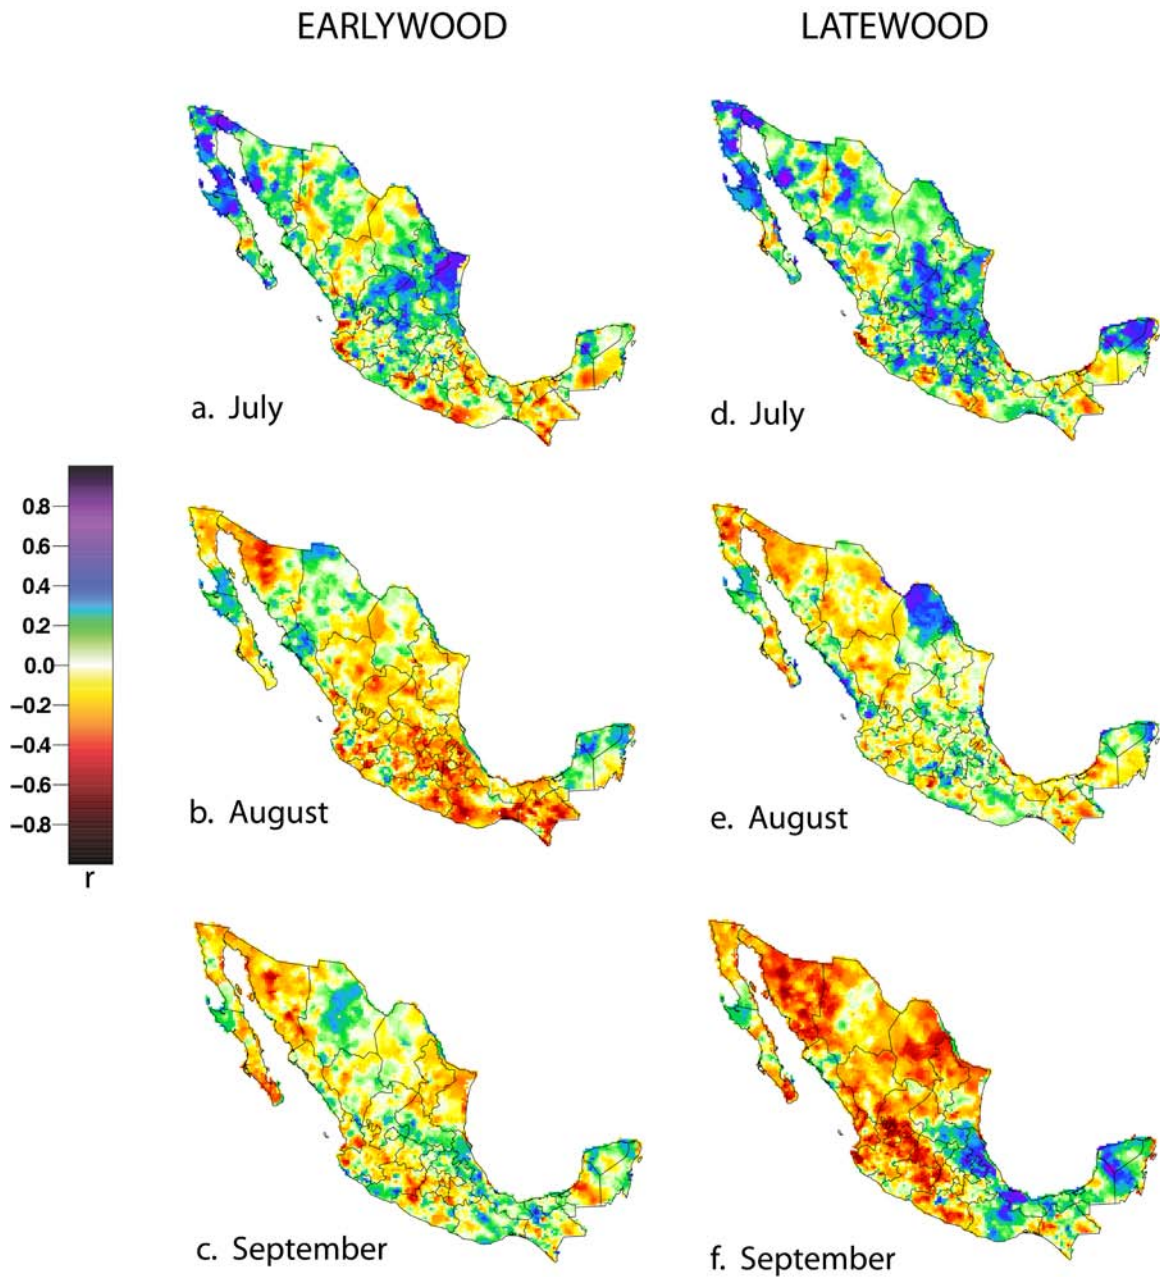 EARLYWOOD
LATEWOOD
a. July
d. July
0.8
0.6
0.4
0.2
0.0
−0.2
−0.4
−0.6
−0.8
r
b. August
e. August
c. September
f. September